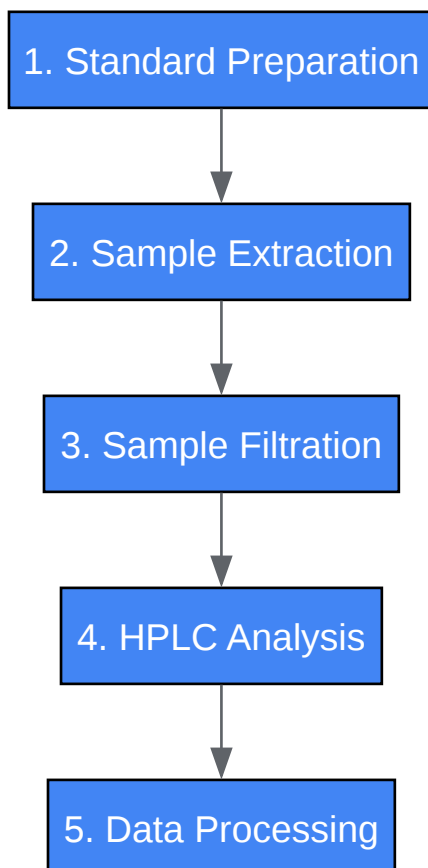 1. Standard Preparation
2. Sample Extraction
3. Sample Filtration
4. HPLC Analysis
5. Data Processing